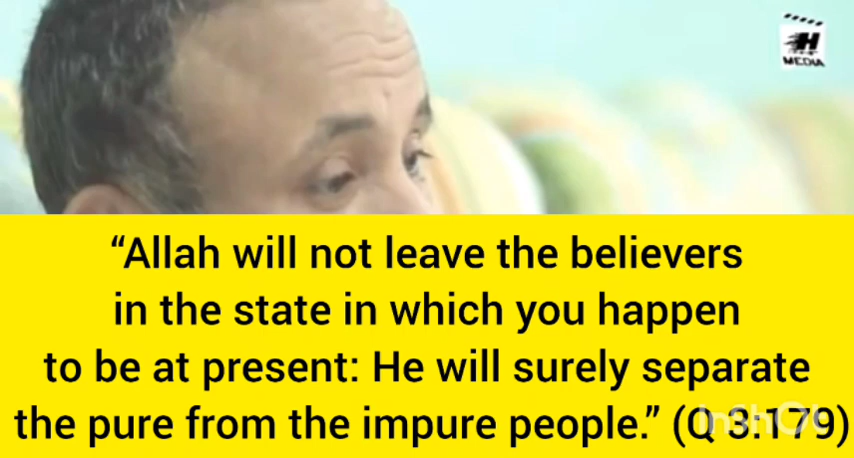 H
MEDIA
“Allah will not leave the believers
in the state in which you happen
to be at present: He will surely separate
the pure from the impure people.” (Q 3:179)